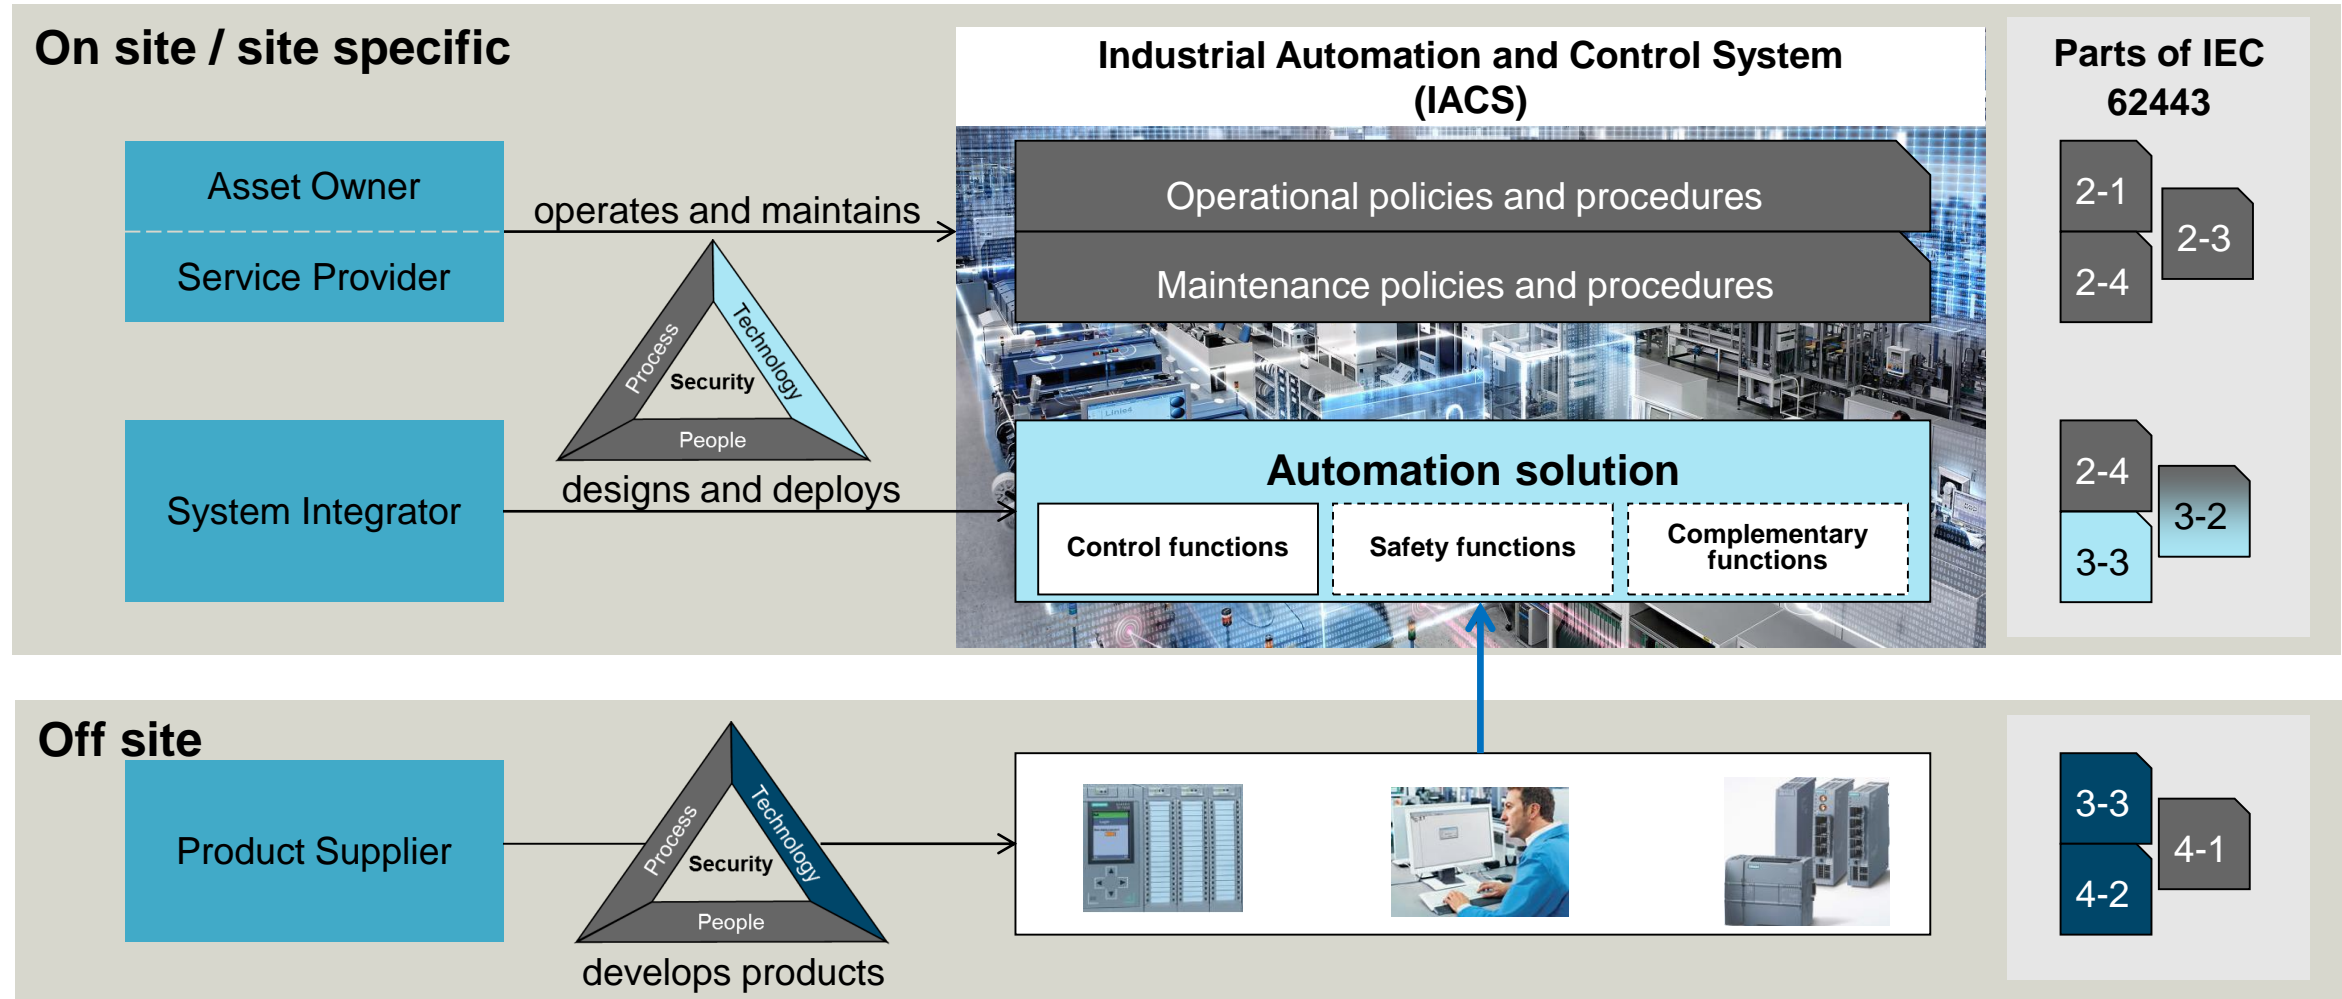 On site / site specific
Industrial Automation and Control System
(IACS)
Parts of IEC
62443
Asset Owner
Service Provider
operates and maintains
Operational policies and procedures
Maintenance policies and procedures
2-1
2-3
2-4
Process
Technology
Security
People
System Integrator
designs and deploys
Automation solution
Control functions
Safety functions
Complementary
functions
2-4
3-2
3-3
Off site
Product Supplier
Process
Technology
Security
People
develops products
3-3
4-1
4-2